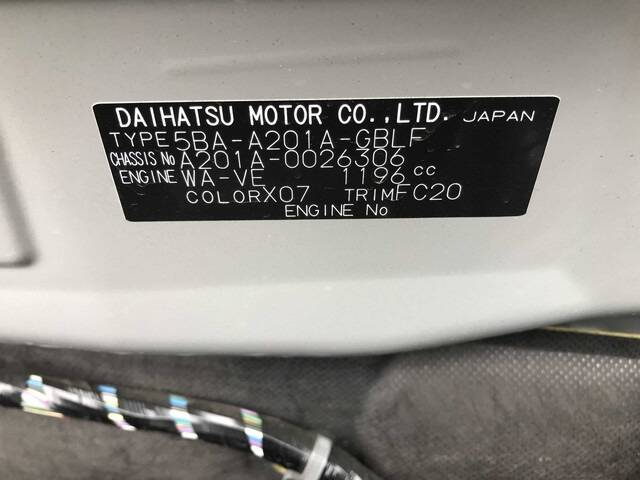 DAIHATSU MOTOR CO.,LTD. JAPAN
TYPE 5BA-A201A-GBLF
CHASSIS No A201A-0026306
ENGINE WA-VE 1196 cc
COLOR X07 TRIM FC20
ENGINE No